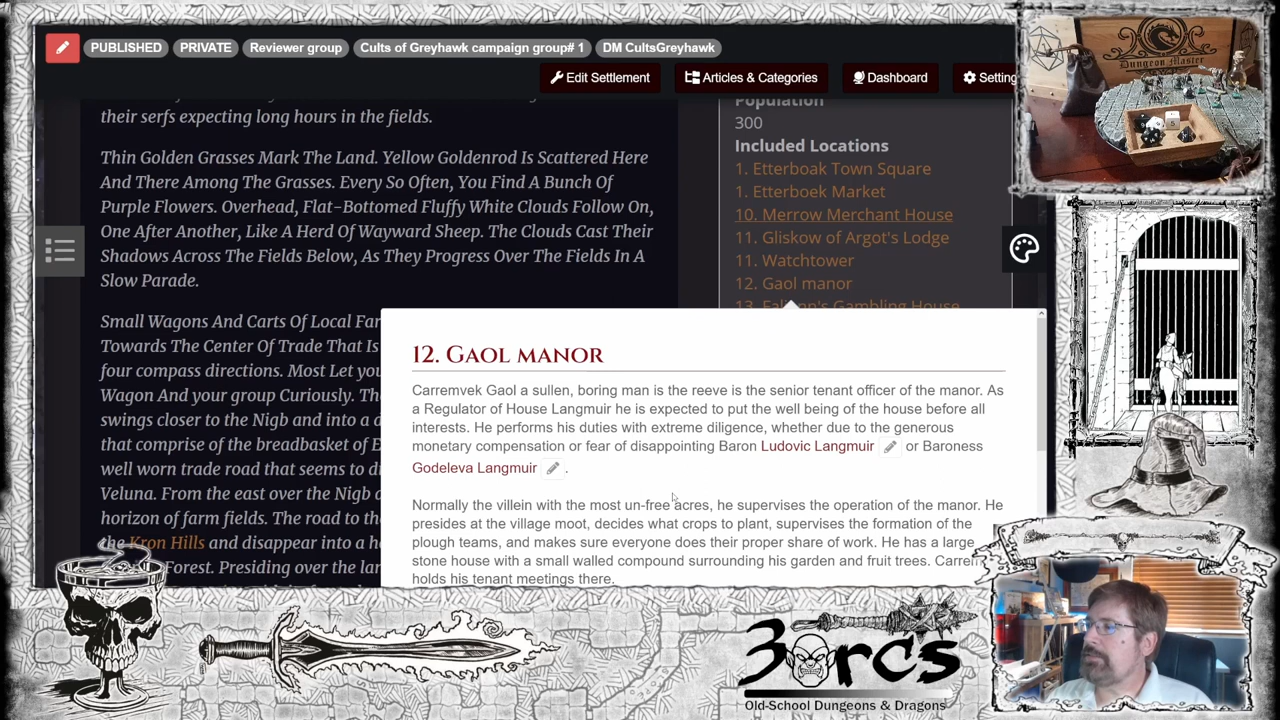 PUBLISHED PRIVATE Reviewer group Cults of Greyhawk campaign group# 1 DM CultsGreyhawk
Edit Settlement Articles & Categories Dashboard Setting
their serfs expecting long hours in the fields.
Thin Golden Grasses Mark The Land. Yellow Goldenrod Is Scattered Here
And There Among The Grasses. Every So Often, You Find A Bunch Of
Purple Flowers. Overhead, Flat-Bottomed Fluffy White Clouds Follow On,
One After Another, Like A Herd Of Wayward Sheep. The Clouds Cast Their
Shadows Across The Fields Below, As They Progress Over The Fields In A
Slow Parade.
Small Wagons And Carts Of Local Far
Towards The Center Of Trade That Is
four compass directions. Most Let you
Wagon And your group Curiously. Th
swings closer to the Nigb and into a d
that comprise of the breadbasket of E
well worn trade road that seems to di
Veluna. From the east over the Nigb a
horizon of farm fields. The road to th
the Kron Hills and disappear into a h
Forest. Presiding over the lar
Population
300
Included Locations
1. Etterboak Town Square
1. Etterboek Market
10. Merrow Merchant House
11. Gliskow of Argot's Lodge
11. Watchtower
12. Gaol manor
's Gambling House
12. Gaol manor
Carremvek Gaol a sullen, boring man is the reeve is the senior tenant officer of the manor. As
a Regulator of House Langmuir he is expected to put the well being of the house before all
interests. He performs his duties with extreme diligence, whether due to the generous
monetary compensation or fear of disappointing Baron Ludovic Langmuir or Baroness
Godeleva Langmuir .
Normally the villein with the most un-free acres, he supervises the operation of the manor. He
presides at the village moot, decides what crops to plant, supervises the formation of the
plough teams, and makes sure everyone does their proper share of work. He has a large
stone house with a small walled compound surrounding his garden and fruit trees. Carrem
holds his tenant meetings there.
Dungeon Master
3 orcs
Old-School Dungeons & Dragons